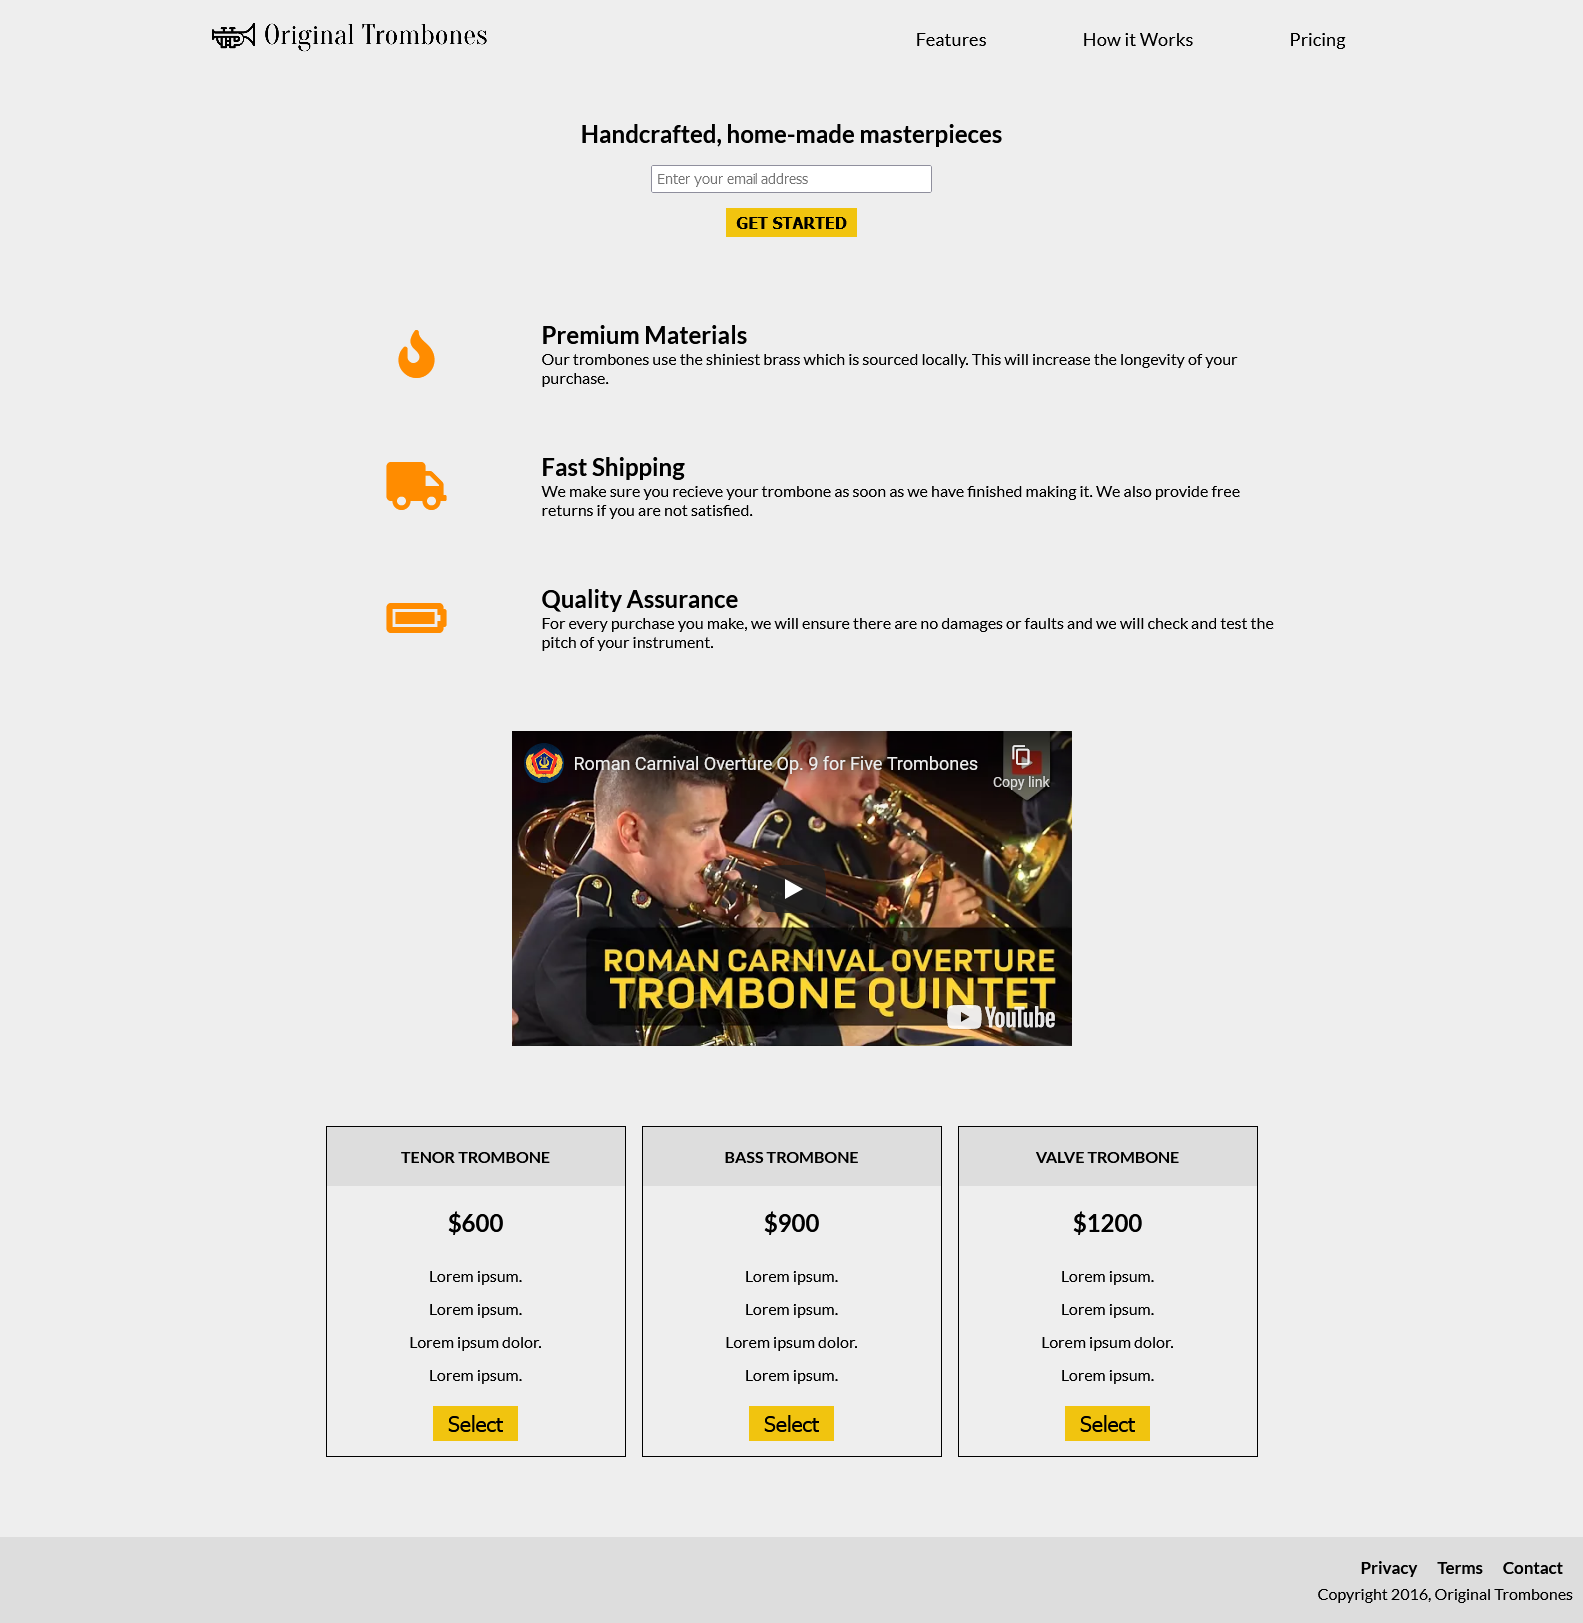 Original Trombones
Features
How it Works
Pricing
Handcrafted, home-made masterpieces
Enter your email address
GET STARTED
Premium Materials
Our trombones use the shiniest brass which is sourced locally. This will increase the longevity of your
purchase.
Fast Shipping
We make sure you recieve your trombone as soon as we have finished making it. We also provide free
returns if you are not satisfied.
Quality Assurance
For every purchase you make, we will ensure there are no damages or faults and we will check and test the
pitch of your instrument.
Roman Carnival Overture Op. 9 for Five Trombones
Copy link
ROMAN CARNIVAL OVERTURE
TROMBONE QUINTET
YouTube
TENOR TROMBONE
$600
Lorem ipsum.
Lorem ipsum.
Lorem ipsum dolor.
Lorem ipsum.
Select
BASS TROMBONE
$900
Lorem ipsum.
Lorem ipsum.
Lorem ipsum dolor.
Lorem ipsum.
Select
VALVE TROMBONE
$1200
Lorem ipsum.
Lorem ipsum.
Lorem ipsum dolor.
Lorem ipsum.
Select
Privacy
Terms
Contact
Copyright 2016, Original Trombones